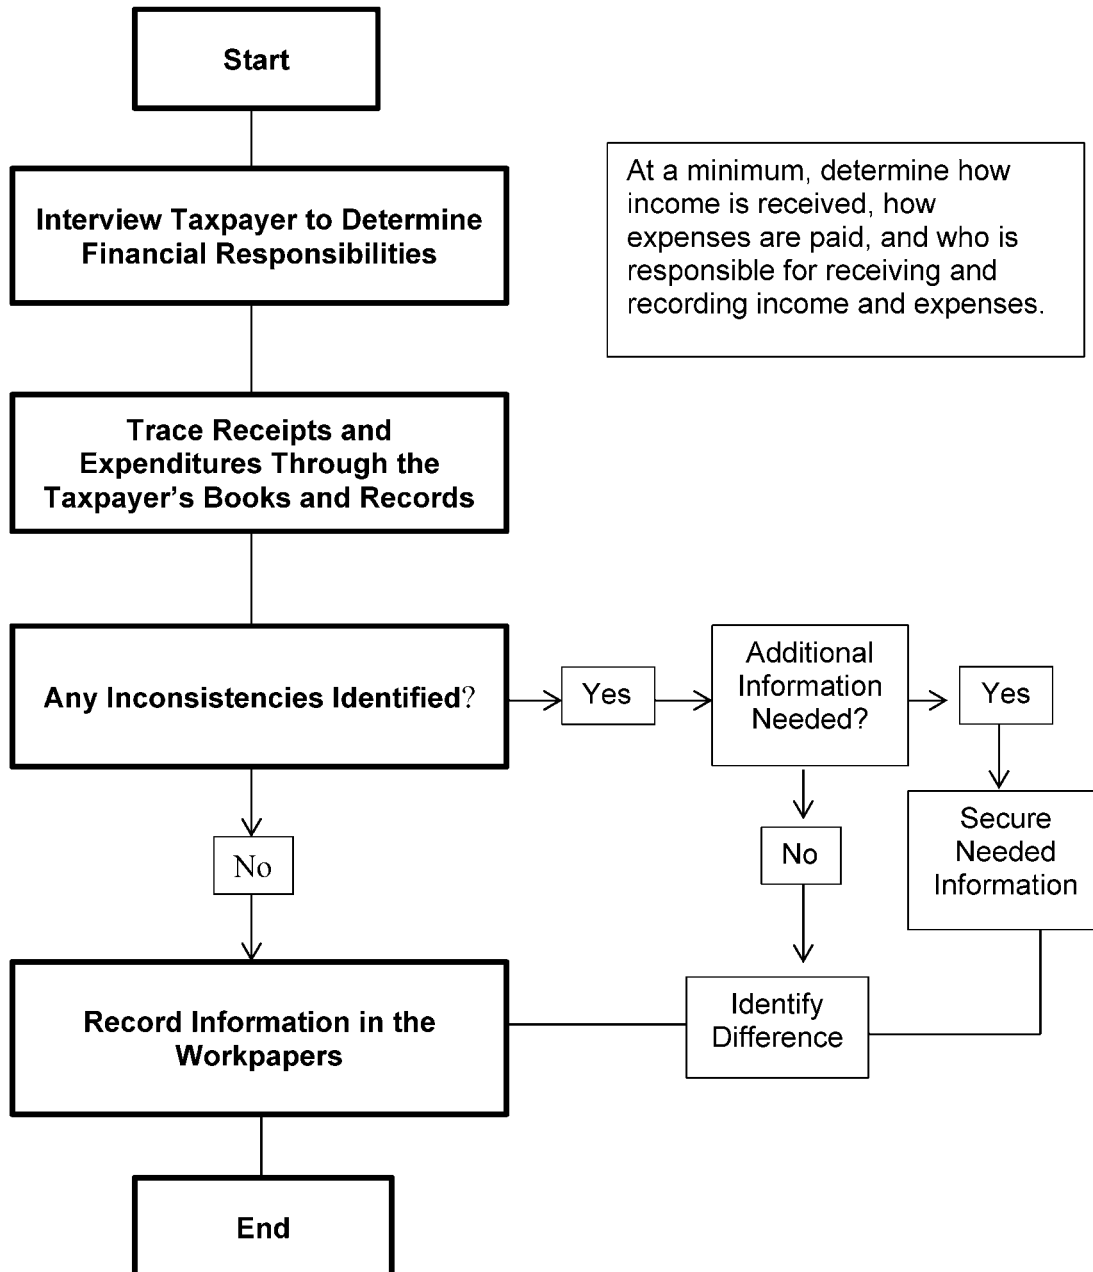 Start
Interview Taxpayer to Determine
Financial Responsibilities
At a minimum, determine how
income is received, how
expenses are paid, and who is
responsible for receiving and
recording income and expenses.
Trace Receipts and
Expenditures Through the
Taxpayer’s Books and Records
Any Inconsistencies Identified?
Yes
Additional
Information
Needed?
Yes
No
No
Secure
Needed
Information
Record Information in the
Workpapers
Identify
Difference
End